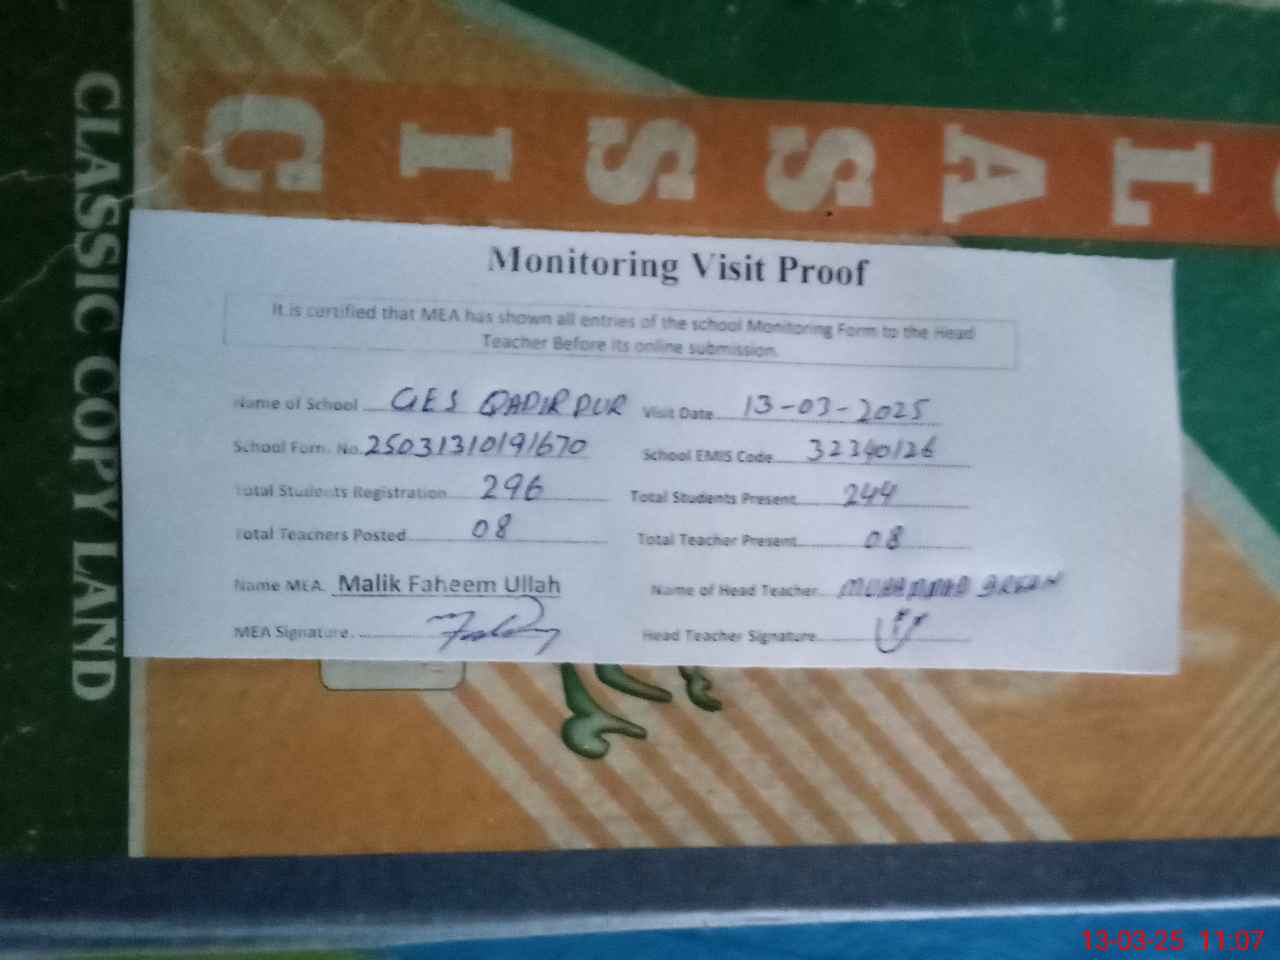 CLASSIC COPY LAND
CLASSIC
Monitoring Visit Proof
It is certified that MEA has shown all entries of the school Monitoring Form to the Head
Teacher Before its online submission.
Name of School GES QADIR PUR Visit Date 13-03-2025
School Form. No. 25031310191670 School EMIS Code 32340126
Total Students Registration 296 Total Students Present 244
Total Teachers Posted 08 Total Teacher Present 08
Name MEA. Malik Faheem Ullah Name of Head Teacher MUHAMMAD
MEA Signature. Head Teacher Signature
13-03-25 11:07